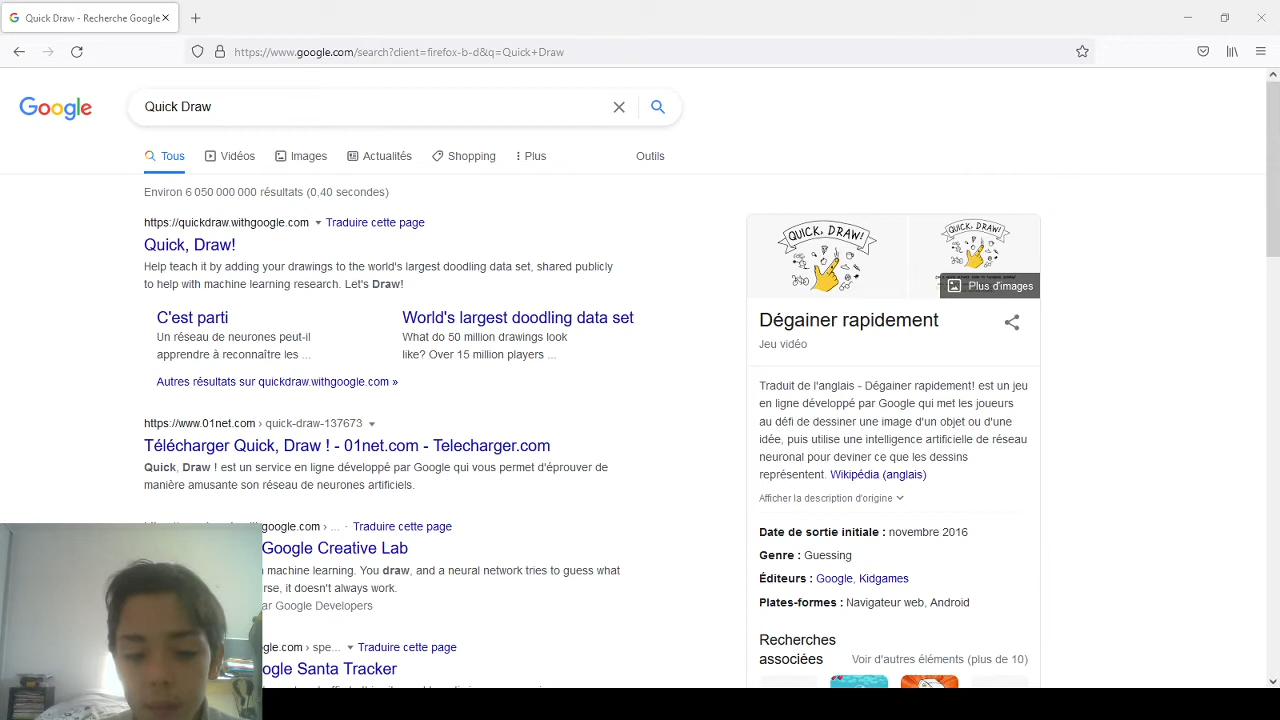 Quick Draw - Recherche Google
https://www.google.com/search?client=firefox-b-d&q=Quick+Draw
Google
Quick Draw
Tous Vidéos Images Actualités Shopping Plus Outils
Environ 6 050 000 000 résultats (0,40 secondes)
https://quickdraw.withgoogle.com Traduire cette page
Quick, Draw!
Help teach it by adding your drawings to the world's largest doodling data set, shared publicly
to help with machine learning research. Let's Draw!
C'est parti
Un réseau de neurones peut-il
apprendre à reconnaître les ...
World's largest doodling data set
What do 50 million drawings look
like? Over 15 million players ...
Autres résultats sur quickdraw.withgoogle.com »
https://www.01net.com › quick-draw-137673
Télécharger Quick, Draw ! - 01net.com - Telecharger.com
Quick, Draw ! est un service en ligne développé par Google qui vous permet d'éprouver de
manière amusante son réseau de neurones artificiels.
google.com › ... · Traduire cette page
Google Creative Lab
machine learning. You draw, and a neural network tries to guess what
it doesn't always work.
Google Developers
gle.com › spe... Traduire cette page
ogle Santa Tracker
QUICK, DRAW!
QUICK, DRAW!
Plus d'images
Dégainer rapidement
Jeu vidéo
Traduit de l'anglais - Dégainer rapidement! est un jeu
en ligne développé par Google qui met les joueurs
au défi de dessiner une image d'un objet ou d'une
idée, puis utilise une intelligence artificielle de réseau
neuronal pour deviner ce que les dessins
représentent. Wikipédia (anglais)
Afficher la description d'origine
Date de sortie initiale : novembre 2016
Genre : Guessing
Éditeurs : Google, Kidgames
Plates-formes : Navigateur web, Android
Recherches
associées
Voir d'autres éléments (plus de 10)